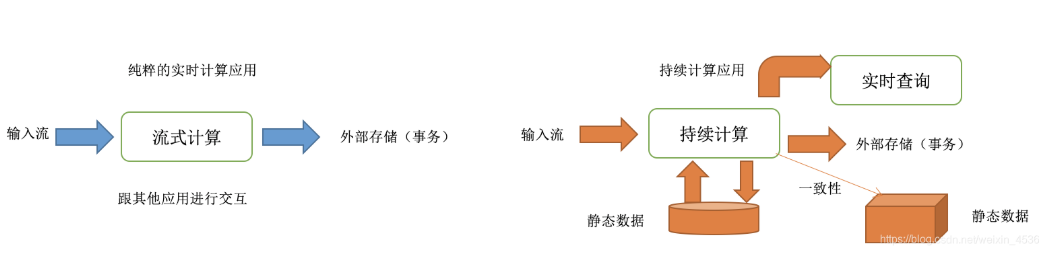 纯粹的实时计算应用
输入流
流式计算
外部存储（事务）
跟其他应用进行交互
持续计算应用
实时查询
输入流
持续计算
外部存储（事务）
一致性
静态数据
静态数据
https://blog.csdn.net/weixin_4536